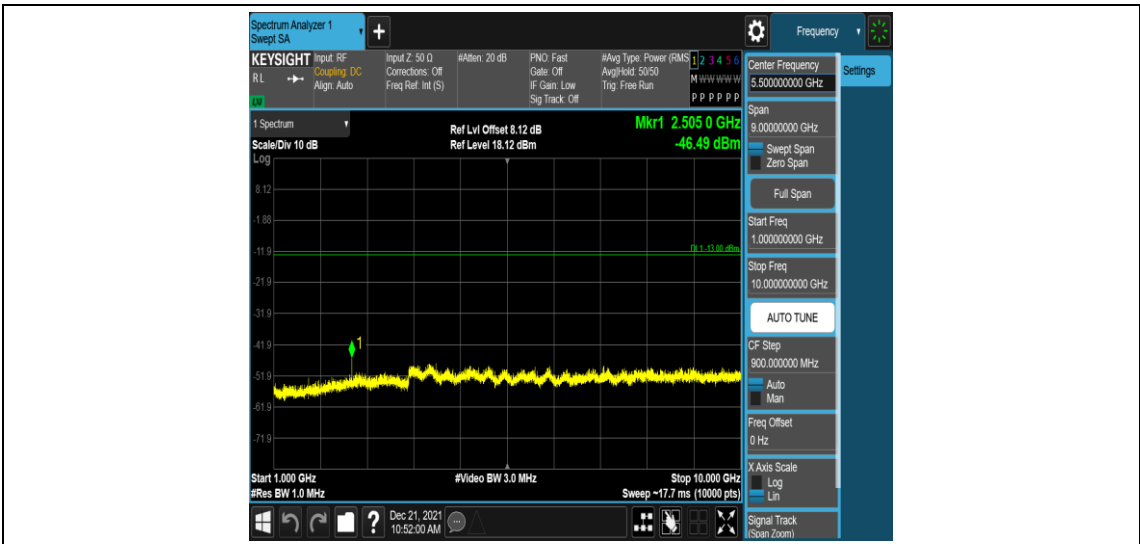 Spectrum Analyzer 1
Swept SA
+
Frequency
KEYSIGHT
RL
LNI
Input: RF
Coupling: DC
Align: Auto
Input Z: 50 Ω
Corrections: Off
Freq Ref: Int (S)
#Atten: 20 dB
PNO: Fast
Gate: Off
IF Gain: Low
Sig Track: Off
#Avg Type: Power (RMS
Avg|Hold: 50/50
Trig: Free Run
1 2 3 4 5 6
M W W W W W
P P P P P P
1 Spectrum
Scale/Div 10 dB
Log
Ref Lvl Offset 8.12 dB
Ref Level 18.12 dBm
Mkr1 2.505 0 GHz
-46.49 dBm
8.12
-1.88
-11.9
DL1 -13.00 dBm
-21.9
-31.9
-41.9
1
-51.9
-61.9
-71.9
Start 1.000 GHz
#Res BW 1.0 MHz
#Video BW 3.0 MHz
Stop 10.000 GHz
Sweep ~17.7 ms (10000 pts)
?
Dec 21, 2021
10:52:00 AM
Center Frequency
5.500000000 GHz
Settings
Span
9.00000000 GHz
Swept Span
Zero Span
Full Span
Start Freq
1.000000000 GHz
Stop Freq
10.000000000 GHz
AUTO TUNE
CF Step
900.000000 MHz
Auto
Man
Freq Offset
0 Hz
X Axis Scale
Log
Lin
Signal Track
(Span Zoom)